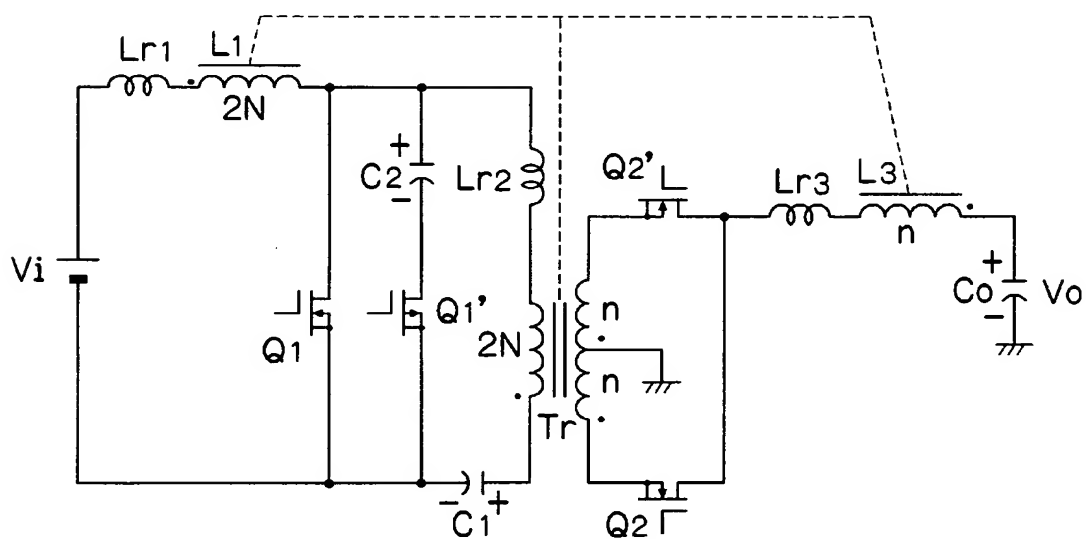 Lr1
L1
2N
Q2'
Lr3
L3
n
C2
+
-
Lr2
Vi
Q1
Q1'
2N
n
n
Tr
Co
+
-
Vo
-
C1
+
Q2